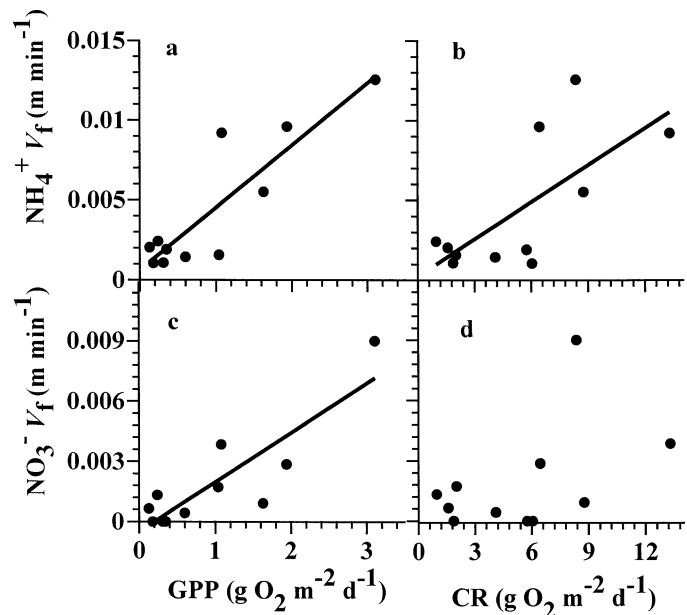 a
b
0.015
0.01
0.005
0
NH₄⁺ Vf (m min⁻¹)
c
d
0.009
0.006
0.003
0
NO₃⁻ Vf (m min⁻¹)
0 1 2 3
0 3 6 9 12
GPP (g O₂ m⁻² d⁻¹)
CR (g O₂ m⁻² d⁻¹)